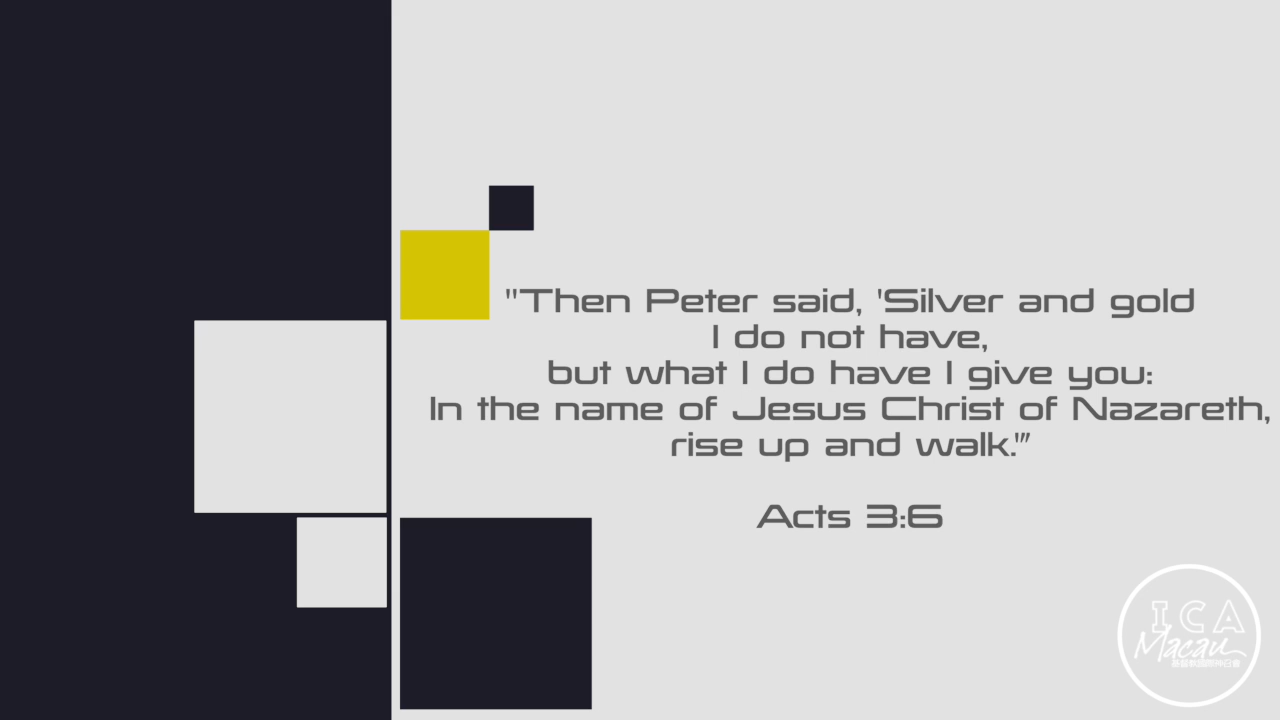 "Then Peter said, 'Silver and gold
I do not have,
but what I do have I give you:
In the name of Jesus Christ of Nazareth,
rise up and walk.'"
Acts 3:6
ICA
Macau